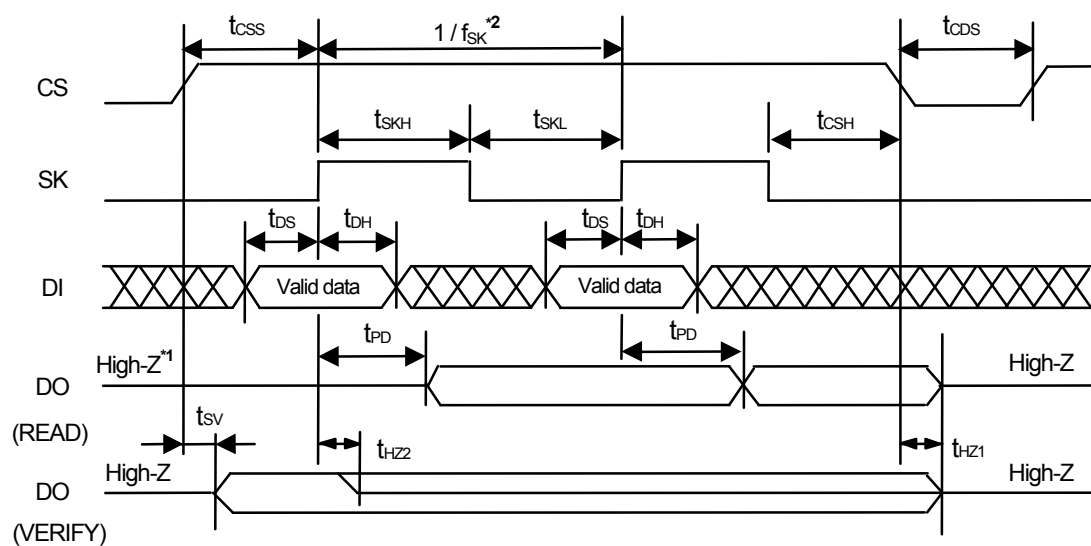 tCSS 1 / fSK*2 tCDS
CS
tSKH tSKL tCSH
SK
tDS tDH tDS tDH
DI Valid data Valid data
tPD tPD
High-Z*1 High-Z
DO
(READ)
tSV tHZ2 tHZ1
High-Z High-Z
DO
(VERIFY)